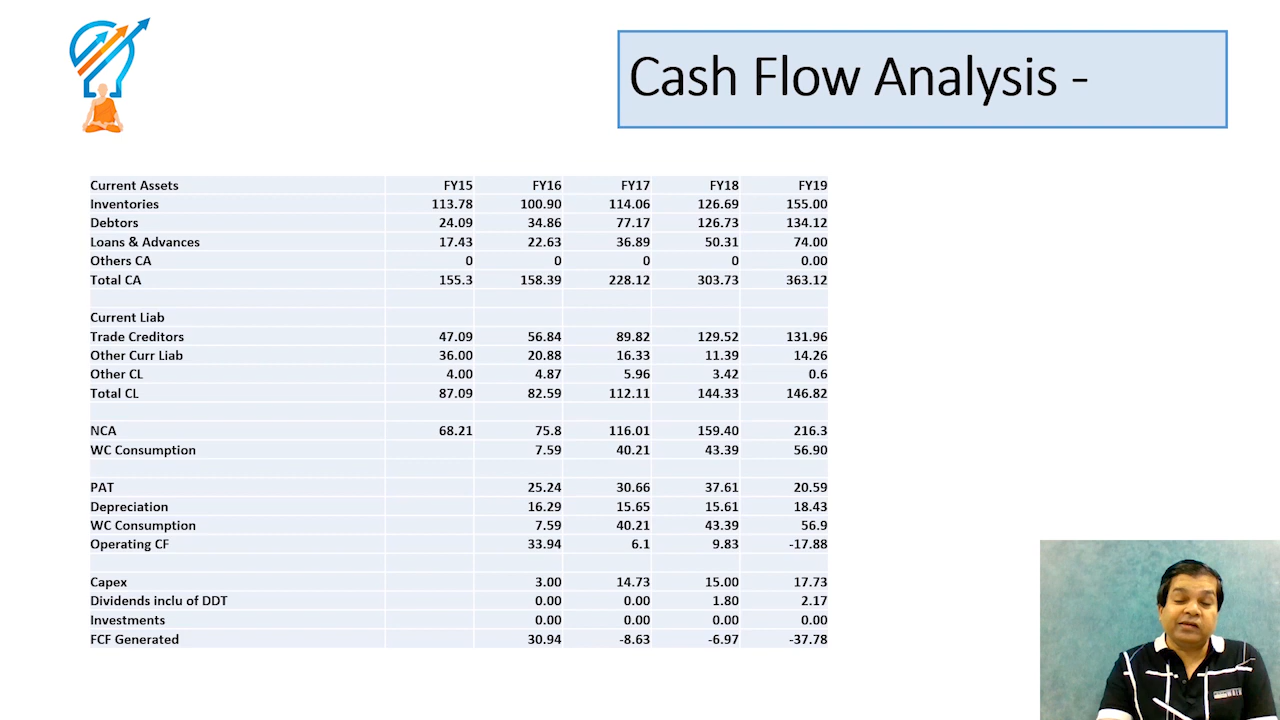 Cash Flow Analysis -
Current Assets FY15 FY16 FY17 FY18 FY19
Inventories 113.78 100.90 114.06 126.69 155.00
Debtors 24.09 34.86 77.17 126.73 134.12
Loans & Advances 17.43 22.63 36.89 50.31 74.00
Others CA 0 0 0 0 0.00
Total CA 155.3 158.39 228.12 303.73 363.12
Current Liab
Trade Creditors 47.09 56.84 89.82 129.52 131.96
Other Curr Liab 36.00 20.88 16.33 11.39 14.26
Other CL 4.00 4.87 5.96 3.42 0.6
Total CL 87.09 82.59 112.11 144.33 146.82
NCA 68.21 75.8 116.01 159.40 216.3
WC Consumption 7.59 40.21 43.39 56.90
PAT 25.24 30.66 37.61 20.59
Depreciation 16.29 15.65 15.61 18.43
WC Consumption 7.59 40.21 43.39 56.9
Operating CF 33.94 6.1 9.83 -17.88
Capex 3.00 14.73 15.00 17.73
Dividends inclu of DDT 0.00 0.00 1.80 2.17
Investments 0.00 0.00 0.00 0.00
FCF Generated 30.94 -8.63 -6.97 -37.78